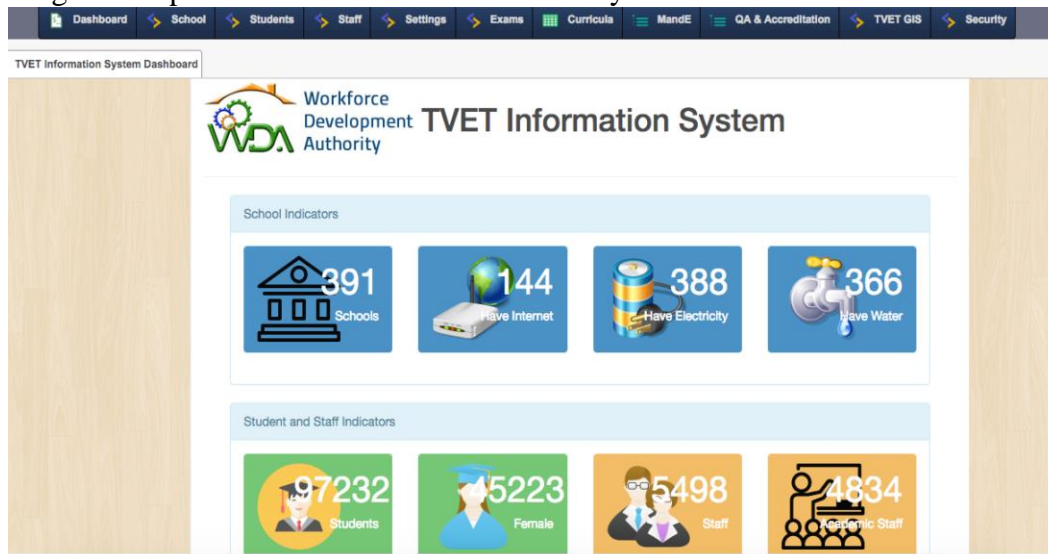 Dashboard School Students Staff Settings Exams Curricula MandE QA & Accreditation TVET GIS Security
TVET Information System Dashboard
Workforce
Development
Authority
WDA
TVET Information System
School Indicators
391
Schools
144
Have Internet
388
Have Electricity
366
Have Water
Student and Staff Indicators
97232
Students
45223
Female
5498
Staff
4834
Academic Staff